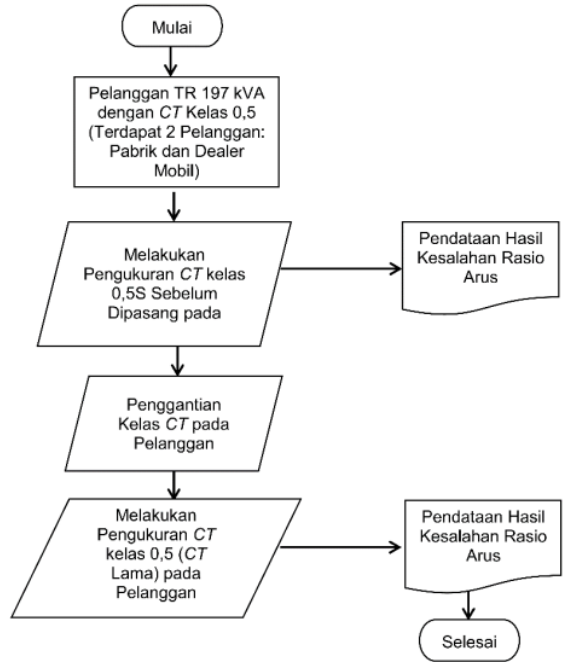 Mulai
Pelanggan TR 197 kVA
dengan CT Kelas 0,5
(Terdapat 2 Pelanggan:
Pabrik dan Dealer
Mobil)
Melakukan
Pengukuran CT kelas
0,5S Sebelum
Dipasang pada
Pendataan Hasil
Kesalahan Rasio
Arus
Penggantian
Kelas CT pada
Pelanggan
Melakukan
Pengukuran CT
kelas 0,5 (CT
Lama) pada
Pelanggan
Pendataan Hasil
Kesalahan Rasio
Arus
Selesai